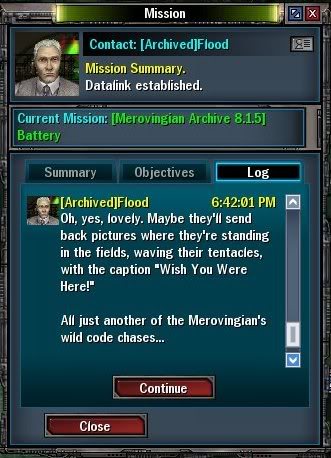 Mission
Contact: [Archived]Flood
Mission Summary.
Datalink established.
Current Mission: [Merovingian Archive 8.1.5]
Battery
Summary
Objectives
Log
[Archived]Flood 6:42:01 PM
Oh, yes, lovely. Maybe they'll send
back pictures where they're standing
in the fields, waving their tentacles,
with the caption "Wish You Were
Here!"
All just another of the Merovingian's
wild code chases...
Continue
Close